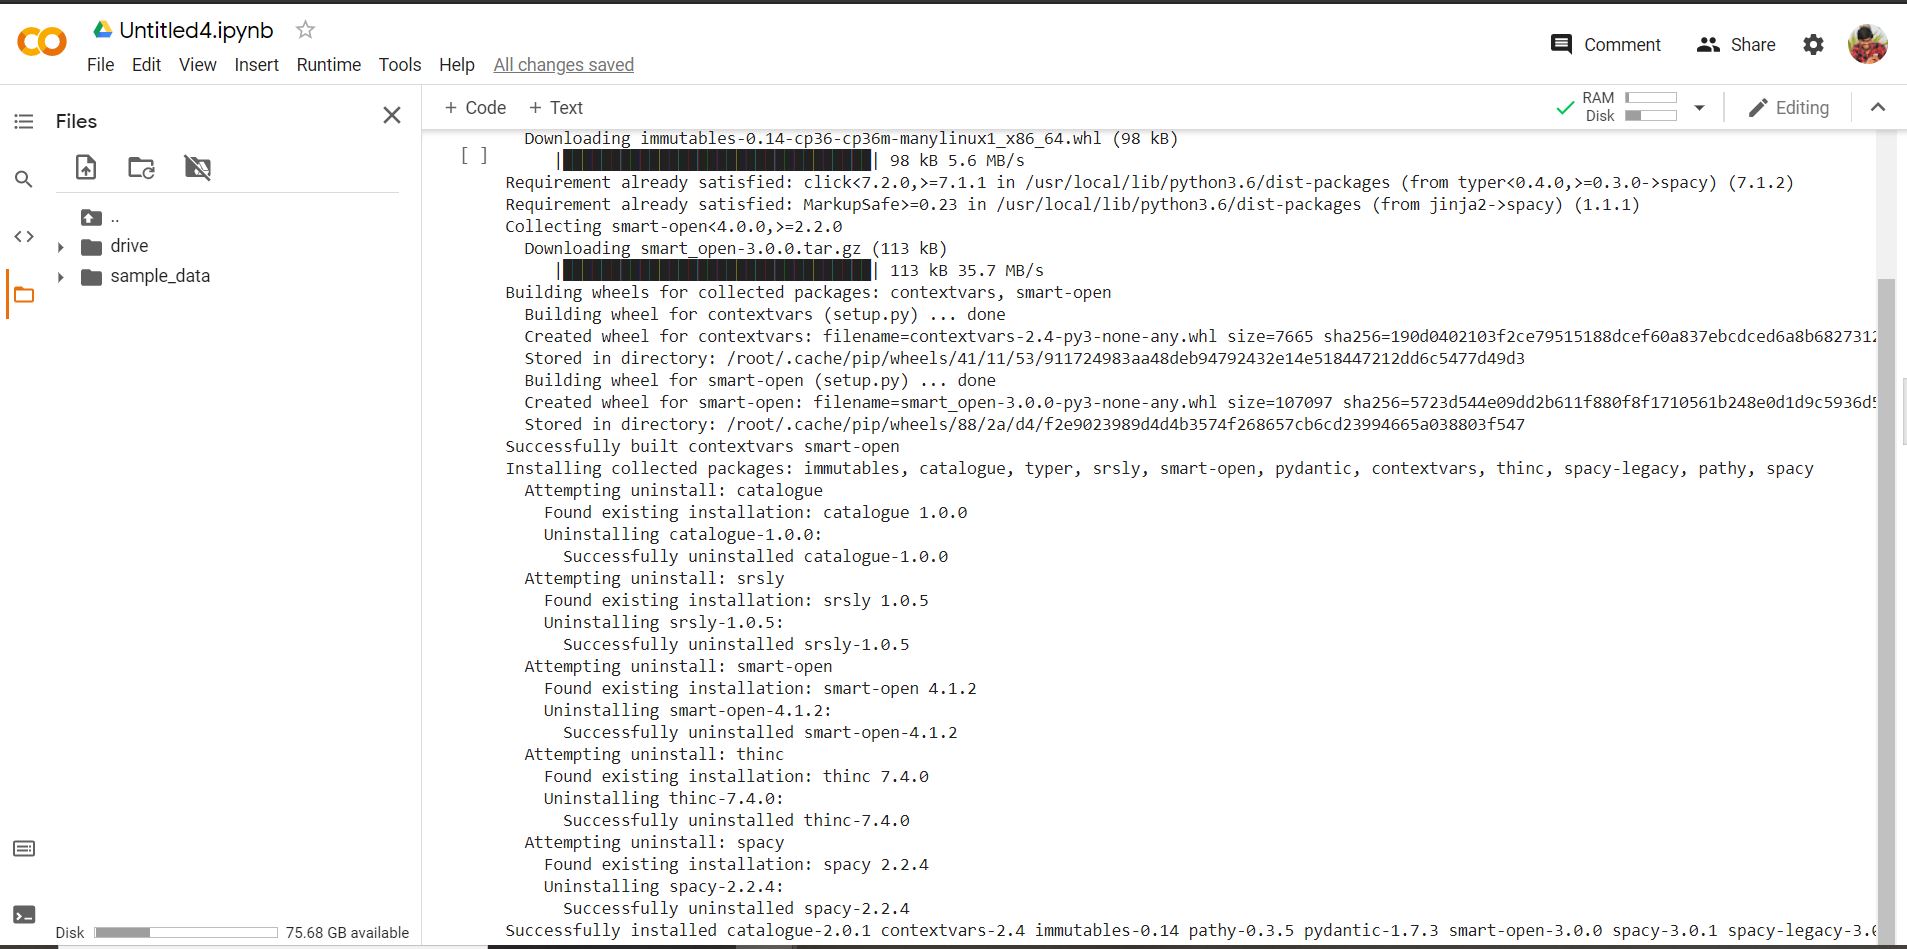 Untitled4.ipynb
File Edit View Insert Runtime Tools Help All changes saved
Comment Share
Files
+ Code + Text
RAM
Disk
Editing
..
drive
sample_data
Disk 75.68 GB available
Downloading immutables-0.14-cp36-cp36m-manylinux1_x86_64.whl (98 kB)
[ ]
|████████████████████████████████| 98 kB 5.6 MB/s
Requirement already satisfied: click<7.2.0,>=7.1.1 in /usr/local/lib/python3.6/dist-packages (from typer<0.4.0,>=0.3.0->spacy) (7.1.2)
Requirement already satisfied: MarkupSafe>=0.23 in /usr/local/lib/python3.6/dist-packages (from jinja2->spacy) (1.1.1)
Collecting smart-open<4.0.0,>=2.2.0
Downloading smart_open-3.0.0.tar.gz (113 kB)
|████████████████████████████████| 113 kB 35.7 MB/s
Building wheels for collected packages: contextvars, smart-open
Building wheel for contextvars (setup.py) ... done
Created wheel for contextvars: filename=contextvars-2.4-py3-none-any.whl size=7665 sha256=190d0402103f2ce79515188dcef60a837ebcdced6a8b6827312
Stored in directory: /root/.cache/pip/wheels/41/11/53/911724983aa48deb94792432e14e518447212dd6c5477d49d3
Building wheel for smart-open (setup.py) ... done
Created wheel for smart-open: filename=smart_open-3.0.0-py3-none-any.whl size=107097 sha256=5723d544e09dd2b611f880f8f1710561b248e0d1d9c5936d5
Stored in directory: /root/.cache/pip/wheels/88/2a/d4/f2e9023989d4d4b3574f268657cb6cd23994665a038803f547
Successfully built contextvars smart-open
Installing collected packages: immutables, catalogue, typer, srsly, smart-open, pydantic, contextvars, thinc, spacy-legacy, pathy, spacy
Attempting uninstall: catalogue
Found existing installation: catalogue 1.0.0
Uninstalling catalogue-1.0.0:
Successfully uninstalled catalogue-1.0.0
Attempting uninstall: srsly
Found existing installation: srsly 1.0.5
Uninstalling srsly-1.0.5:
Successfully uninstalled srsly-1.0.5
Attempting uninstall: smart-open
Found existing installation: smart-open 4.1.2
Uninstalling smart-open-4.1.2:
Successfully uninstalled smart-open-4.1.2
Attempting uninstall: thinc
Found existing installation: thinc 7.4.0
Uninstalling thinc-7.4.0:
Successfully uninstalled thinc-7.4.0
Attempting uninstall: spacy
Found existing installation: spacy 2.2.4
Uninstalling spacy-2.2.4:
Successfully uninstalled spacy-2.2.4
Successfully installed catalogue-2.0.1 contextvars-2.4 immutables-0.14 pathy-0.3.5 pydantic-1.7.3 smart-open-3.0.0 spacy-3.0.1 spacy-legacy-3.0